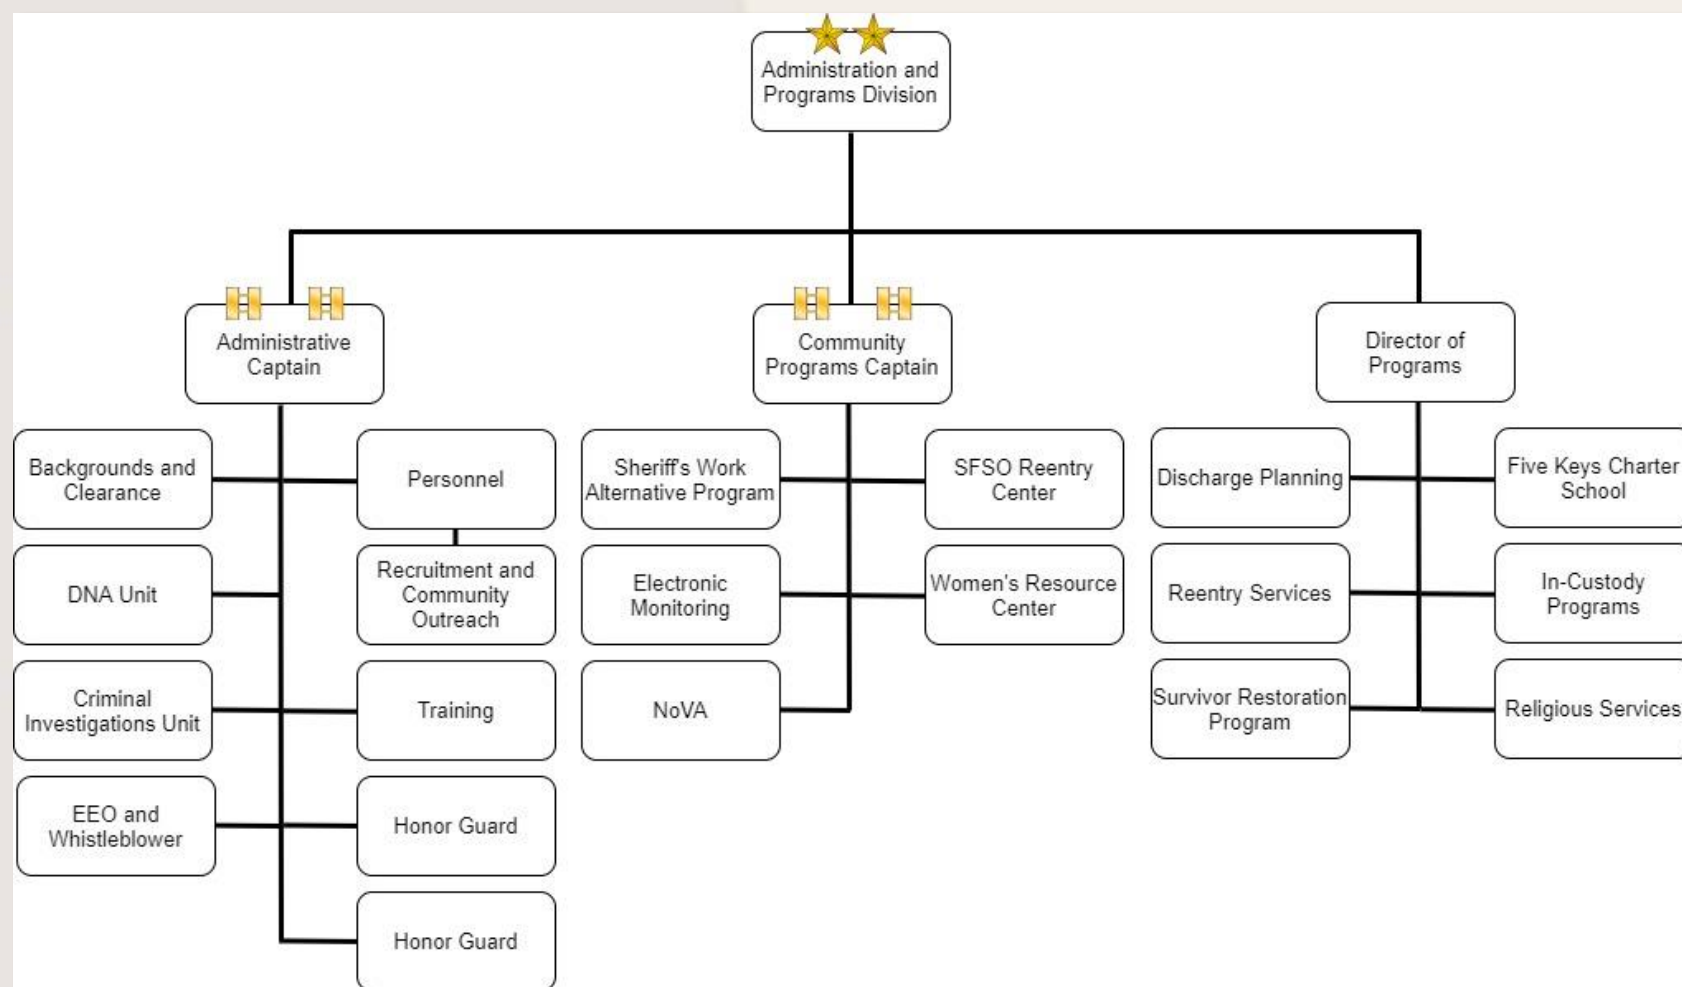 Administration and
Programs Division
Administrative
Captain
Community
Programs Captain
Director of
Programs
Backgrounds and
Clearance
Personnel
Sheriff's Work
Alternative Program
SFSO Reentry
Center
Discharge Planning
Five Keys Charter
School
DNA Unit
Recruitment and
Community
Outreach
Electronic
Monitoring
Women's Resource
Center
Reentry Services
In-Custody
Programs
Criminal
Investigations Unit
Training
NoVA
Survivor Restoration
Program
Religious Services
EEO and
Whistleblower
Honor Guard
Honor Guard